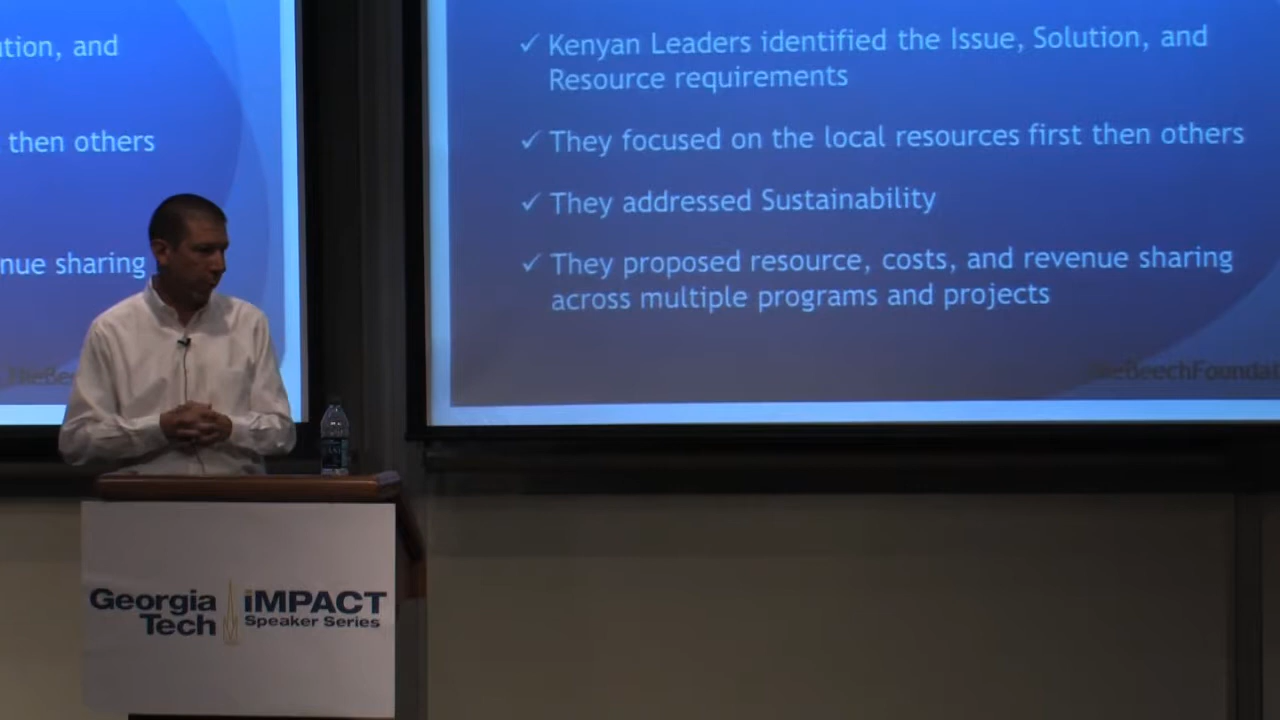 ution, and
then others
nue sharing
Kenyan Leaders identified the Issue, Solution, and
Resource requirements
They focused on the local resources first then others
They addressed Sustainability
They proposed resource, costs, and revenue sharing
across multiple programs and projects
TheBeechFoundat
Georgia
Tech
iMPACT
Speaker Series